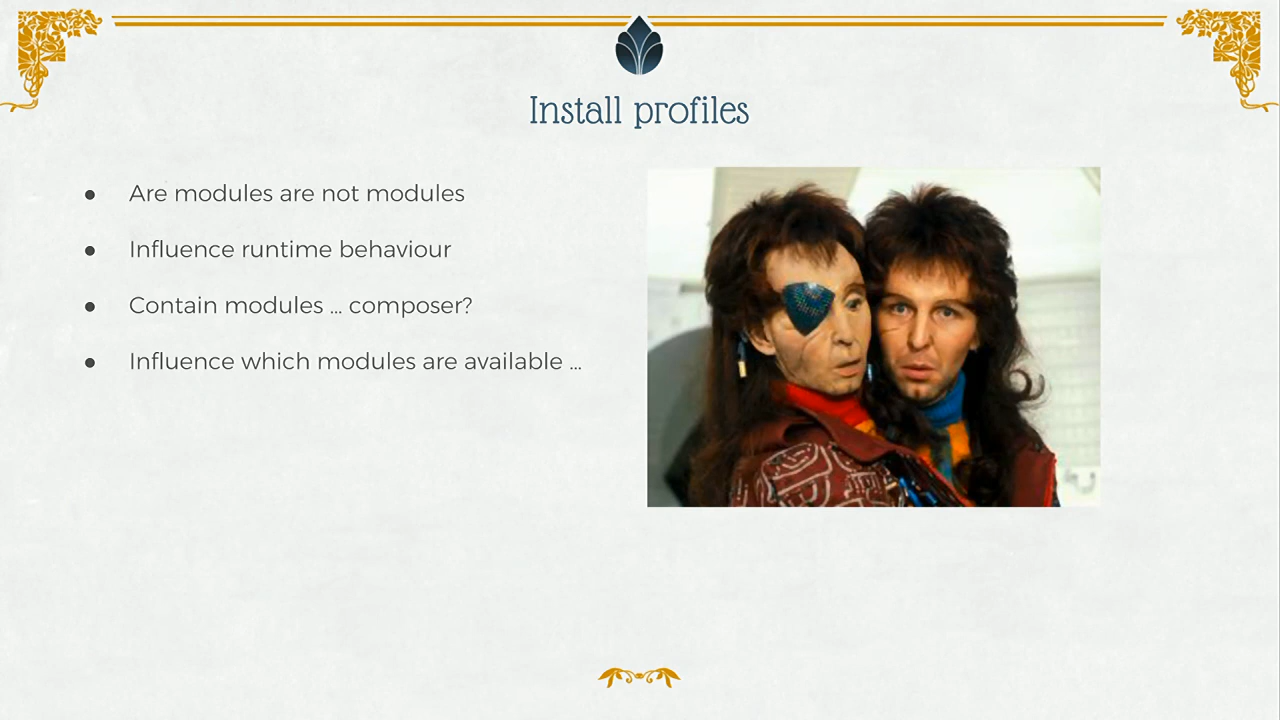 Install profiles
Are modules are not modules
Influence runtime behaviour
Contain modules ... composer?
Influence which modules are available ...